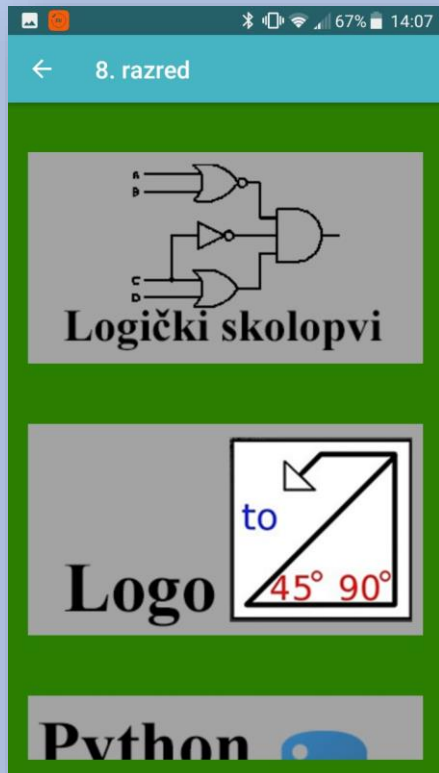 67% 14:07
8. razred
A
B
C
D
Logički skolopvi
to
45° 90°
Logo
Python